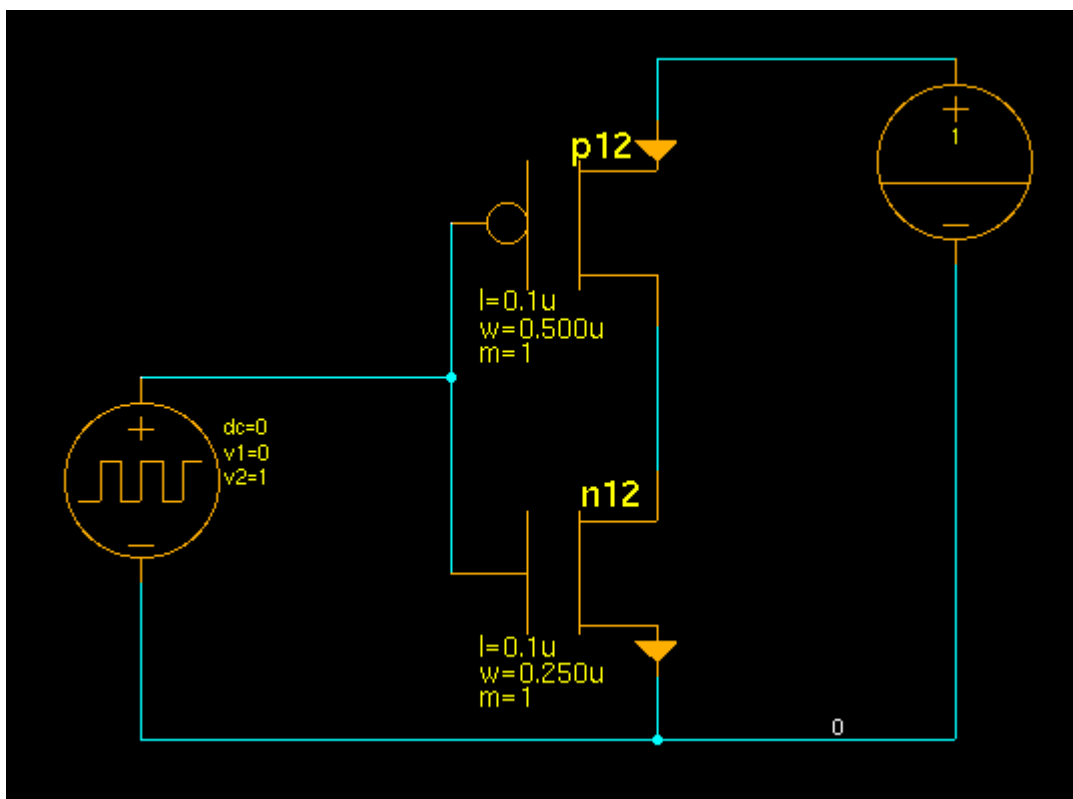 p12
+
1
−
l=0.1u
w=0.500u
m=1
+
−
dc=0
v1=0
v2=1
n12
l=0.1u
w=0.250u
m=1
0